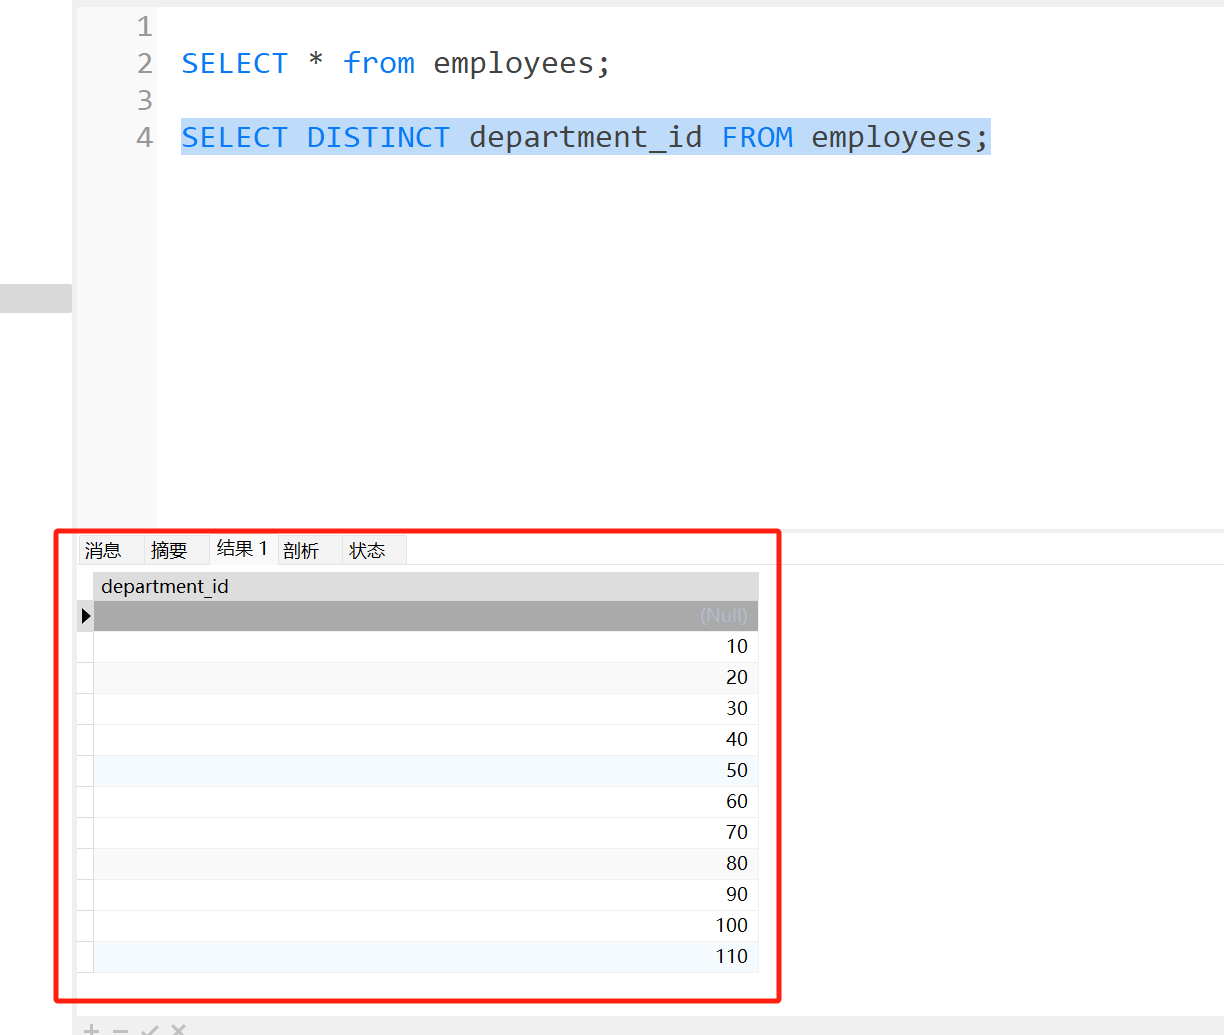 1
2 SELECT * from employees;
3
4 SELECT DISTINCT department_id FROM employees;
消息 摘要 结果 1 剖析 状态
department_id
(Null)
10
20
30
40
50
60
70
80
90
100
110